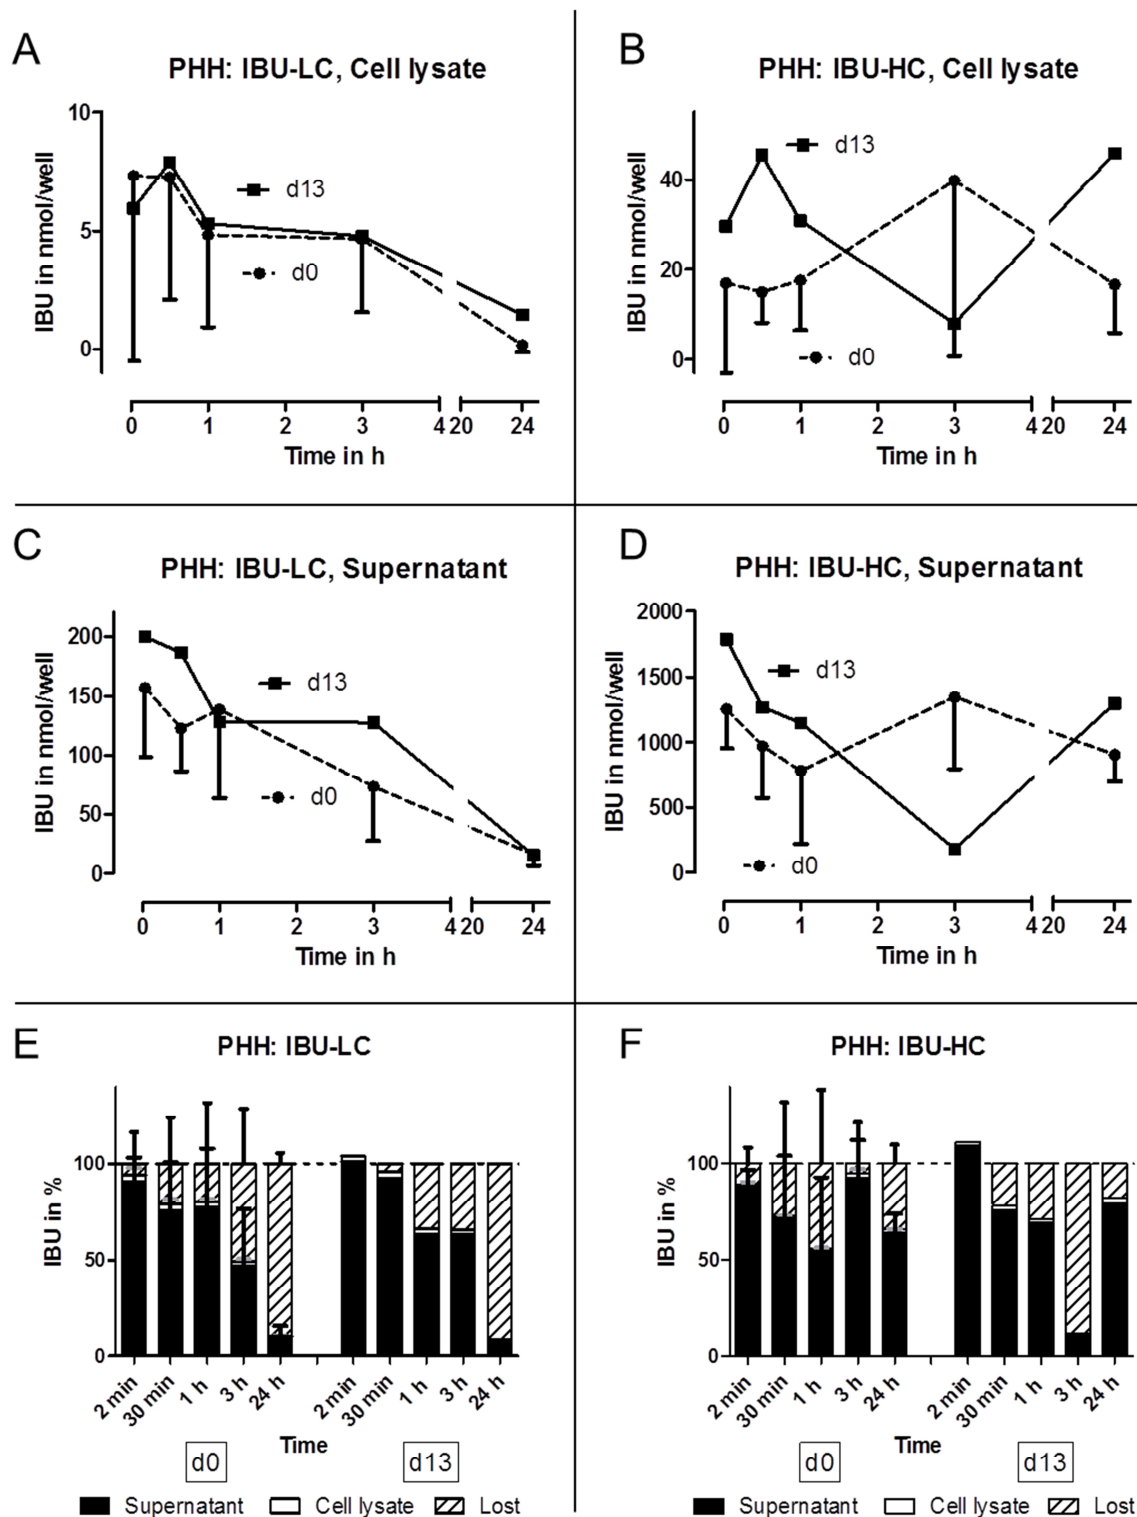 A
PHH: IBU-LC, Cell lysate
IBU in nmol/well
10
5
0
d13
d0
0 1 2 3 4 20 24
Time in h
B
PHH: IBU-HC, Cell lysate
IBU in nmol/well
40
20
0
d13
d0
0 1 2 3 4 20 24
Time in h
C
PHH: IBU-LC, Supernatant
IBU in nmol/well
200
150
100
50
0
d13
d0
0 1 2 3 4 20 24
Time in h
D
PHH: IBU-HC, Supernatant
IBU in nmol/well
2000
1500
1000
500
0
d13
d0
0 1 2 3 4 20 24
Time in h
E
PHH: IBU-LC
IBU in %
100
50
0
2 min 30 min 1 h 3 h 24 h 2 min 30 min 1 h 3 h 24 h
Time
d0 d13
Supernatant Cell lysate Lost
F
PHH: IBU-HC
IBU in %
100
50
0
2 min 30 min 1 h 3 h 24 h 2 min 30 min 1 h 3 h 24 h
Time
d0 d13
Supernatant Cell lysate Lost